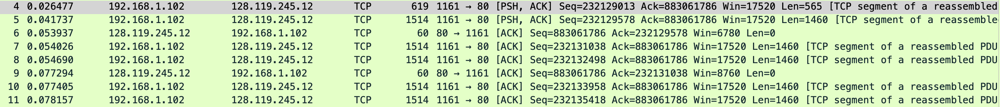 4 0.026477 192.168.1.102 128.119.245.12 TCP 619 1161 → 80 [PSH, ACK] Seq=232129013 Ack=883061786 Win=17520 Len=565 [TCP segment of a reassembled
5 0.041737 192.168.1.102 128.119.245.12 TCP 1514 1161 → 80 [PSH, ACK] Seq=232129578 Ack=883061786 Win=17520 Len=1460 [TCP segment of a reassemble
6 0.053937 128.119.245.12 192.168.1.102 TCP 60 80 → 1161 [ACK] Seq=883061786 Ack=232129578 Win=6780 Len=0
7 0.054026 192.168.1.102 128.119.245.12 TCP 1514 1161 → 80 [ACK] Seq=232131038 Ack=883061786 Win=17520 Len=1460 [TCP segment of a reassembled PDU
8 0.054690 192.168.1.102 128.119.245.12 TCP 1514 1161 → 80 [ACK] Seq=232132498 Ack=883061786 Win=17520 Len=1460 [TCP segment of a reassembled PDU
9 0.077294 128.119.245.12 192.168.1.102 TCP 60 80 → 1161 [ACK] Seq=883061786 Ack=232131038 Win=8760 Len=0
10 0.077405 192.168.1.102 128.119.245.12 TCP 1514 1161 → 80 [ACK] Seq=232133958 Ack=883061786 Win=17520 Len=1460 [TCP segment of a reassembled PDU
11 0.078157 192.168.1.102 128.119.245.12 TCP 1514 1161 → 80 [ACK] Seq=232135418 Ack=883061786 Win=17520 Len=1460 [TCP segment of a reassembled PDU